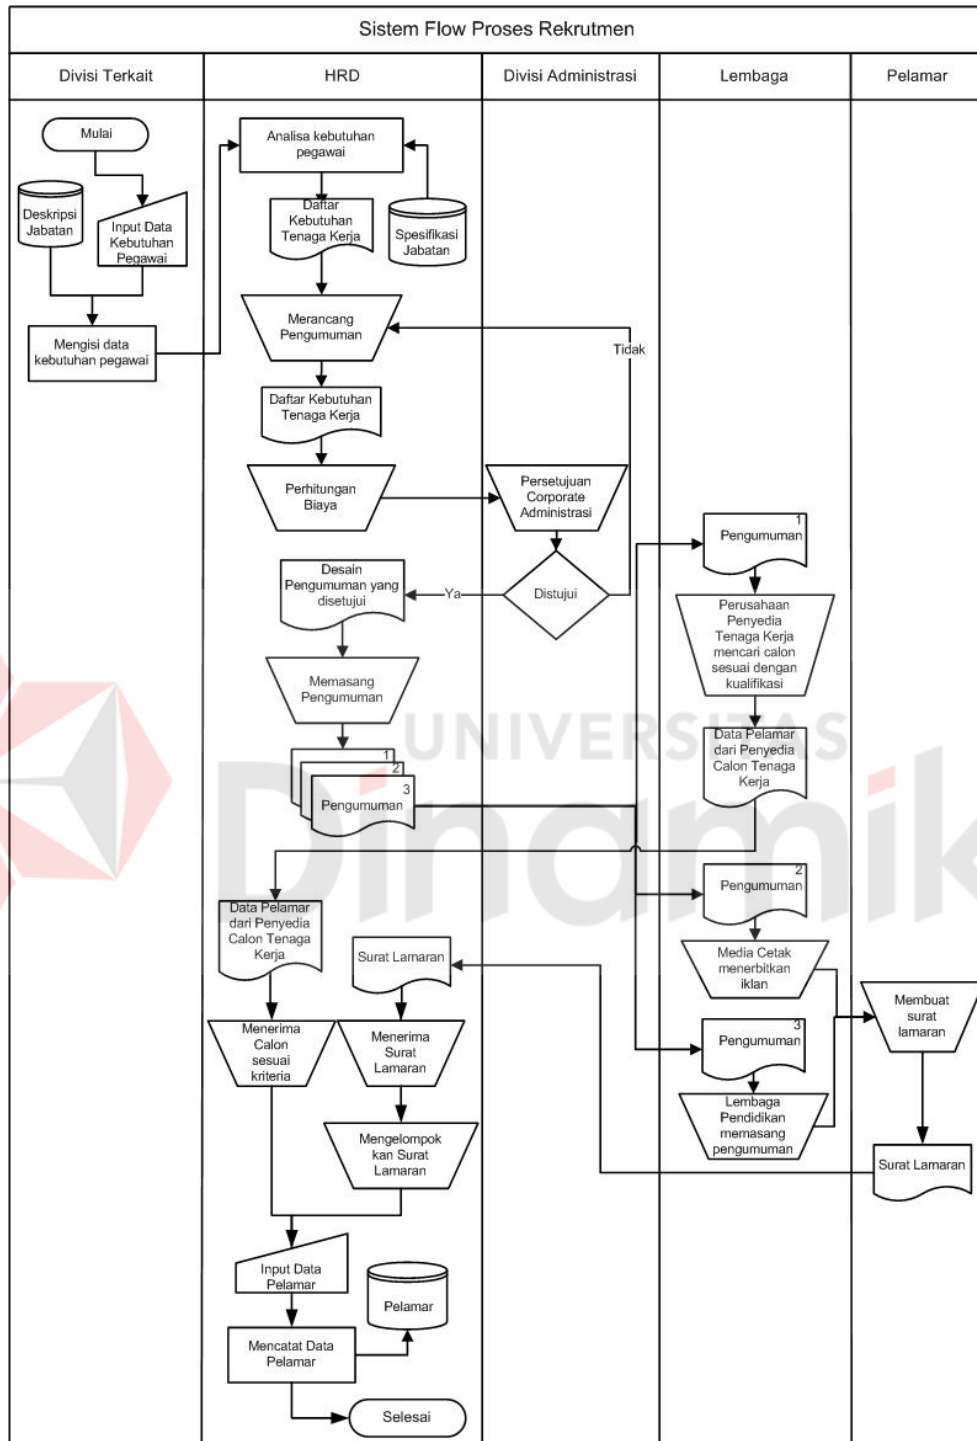 Sistem Flow Proses Rekrutmen
Divisi Terkait
HRD
Divisi Administrasi
Lembaga
Pelamar
Mulai
Deskripsi
Jabatan
Input Data
Kebutuhan
Pegawai
Mengisi data
kebutuhan pegawai
Analisa kebutuhan
pegawai
Daftar
Kebutuhan
Tenaga Kerja
Spesifikasi
Jabatan
Merancang
Pengumuman
Tidak
Daftar Kebutuhan
Tenaga Kerja
Perhitungan
Biaya
Persetujuan
Corporate
Administrasi
Distujui
Ya
Desain
Pengumuman yang
disetujui
Memasang
Pengumuman
1
2
3
Pengumuman
1
Pengumuman
Perusahaan
Penyedia
Tenaga Kerja
mencari calon
sesuai dengan
kualifikasi
Data Pelamar
dari Penyedia
Calon Tenaga
Kerja
2
Pengumuman
Media Cetak
menerbitkan
iklan
3
Pengumuman
Lembaga
Pendidikan
memasang
pengumuman
Membuat
surat
lamaran
Surat Lamaran
Data Pelamar
dari Penyedia
Calon Tenaga
Kerja
Surat Lamaran
Menerima
Calon
sesuai
kriteria
Menerima
Surat
Lamaran
Mengelompok
kan Surat
Lamaran
Input Data
Pelamar
Pelamar
Mencatat Data
Pelamar
Selesai
UNIVERSITAS
Dinamik